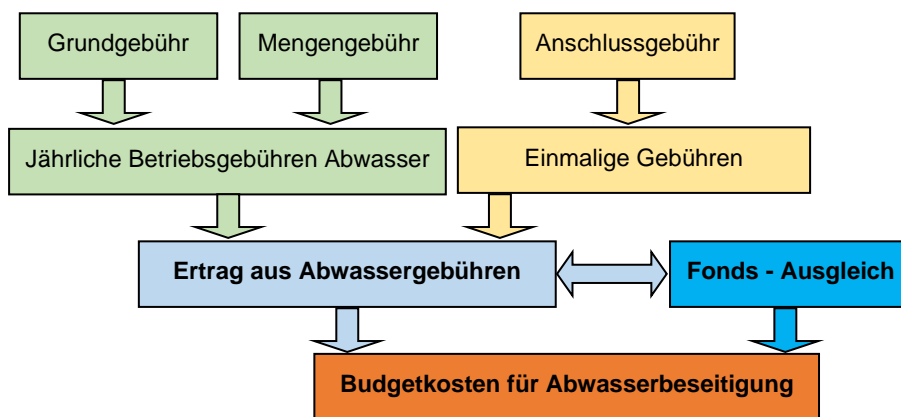 Grundgebühr
Mengengebühr
Anschlussgebühr
Jährliche Betriebsgebühren Abwasser
Einmalige Gebühren
Ertrag aus Abwassergebühren
Fonds - Ausgleich
Budgetkosten für Abwasserbeseitigung